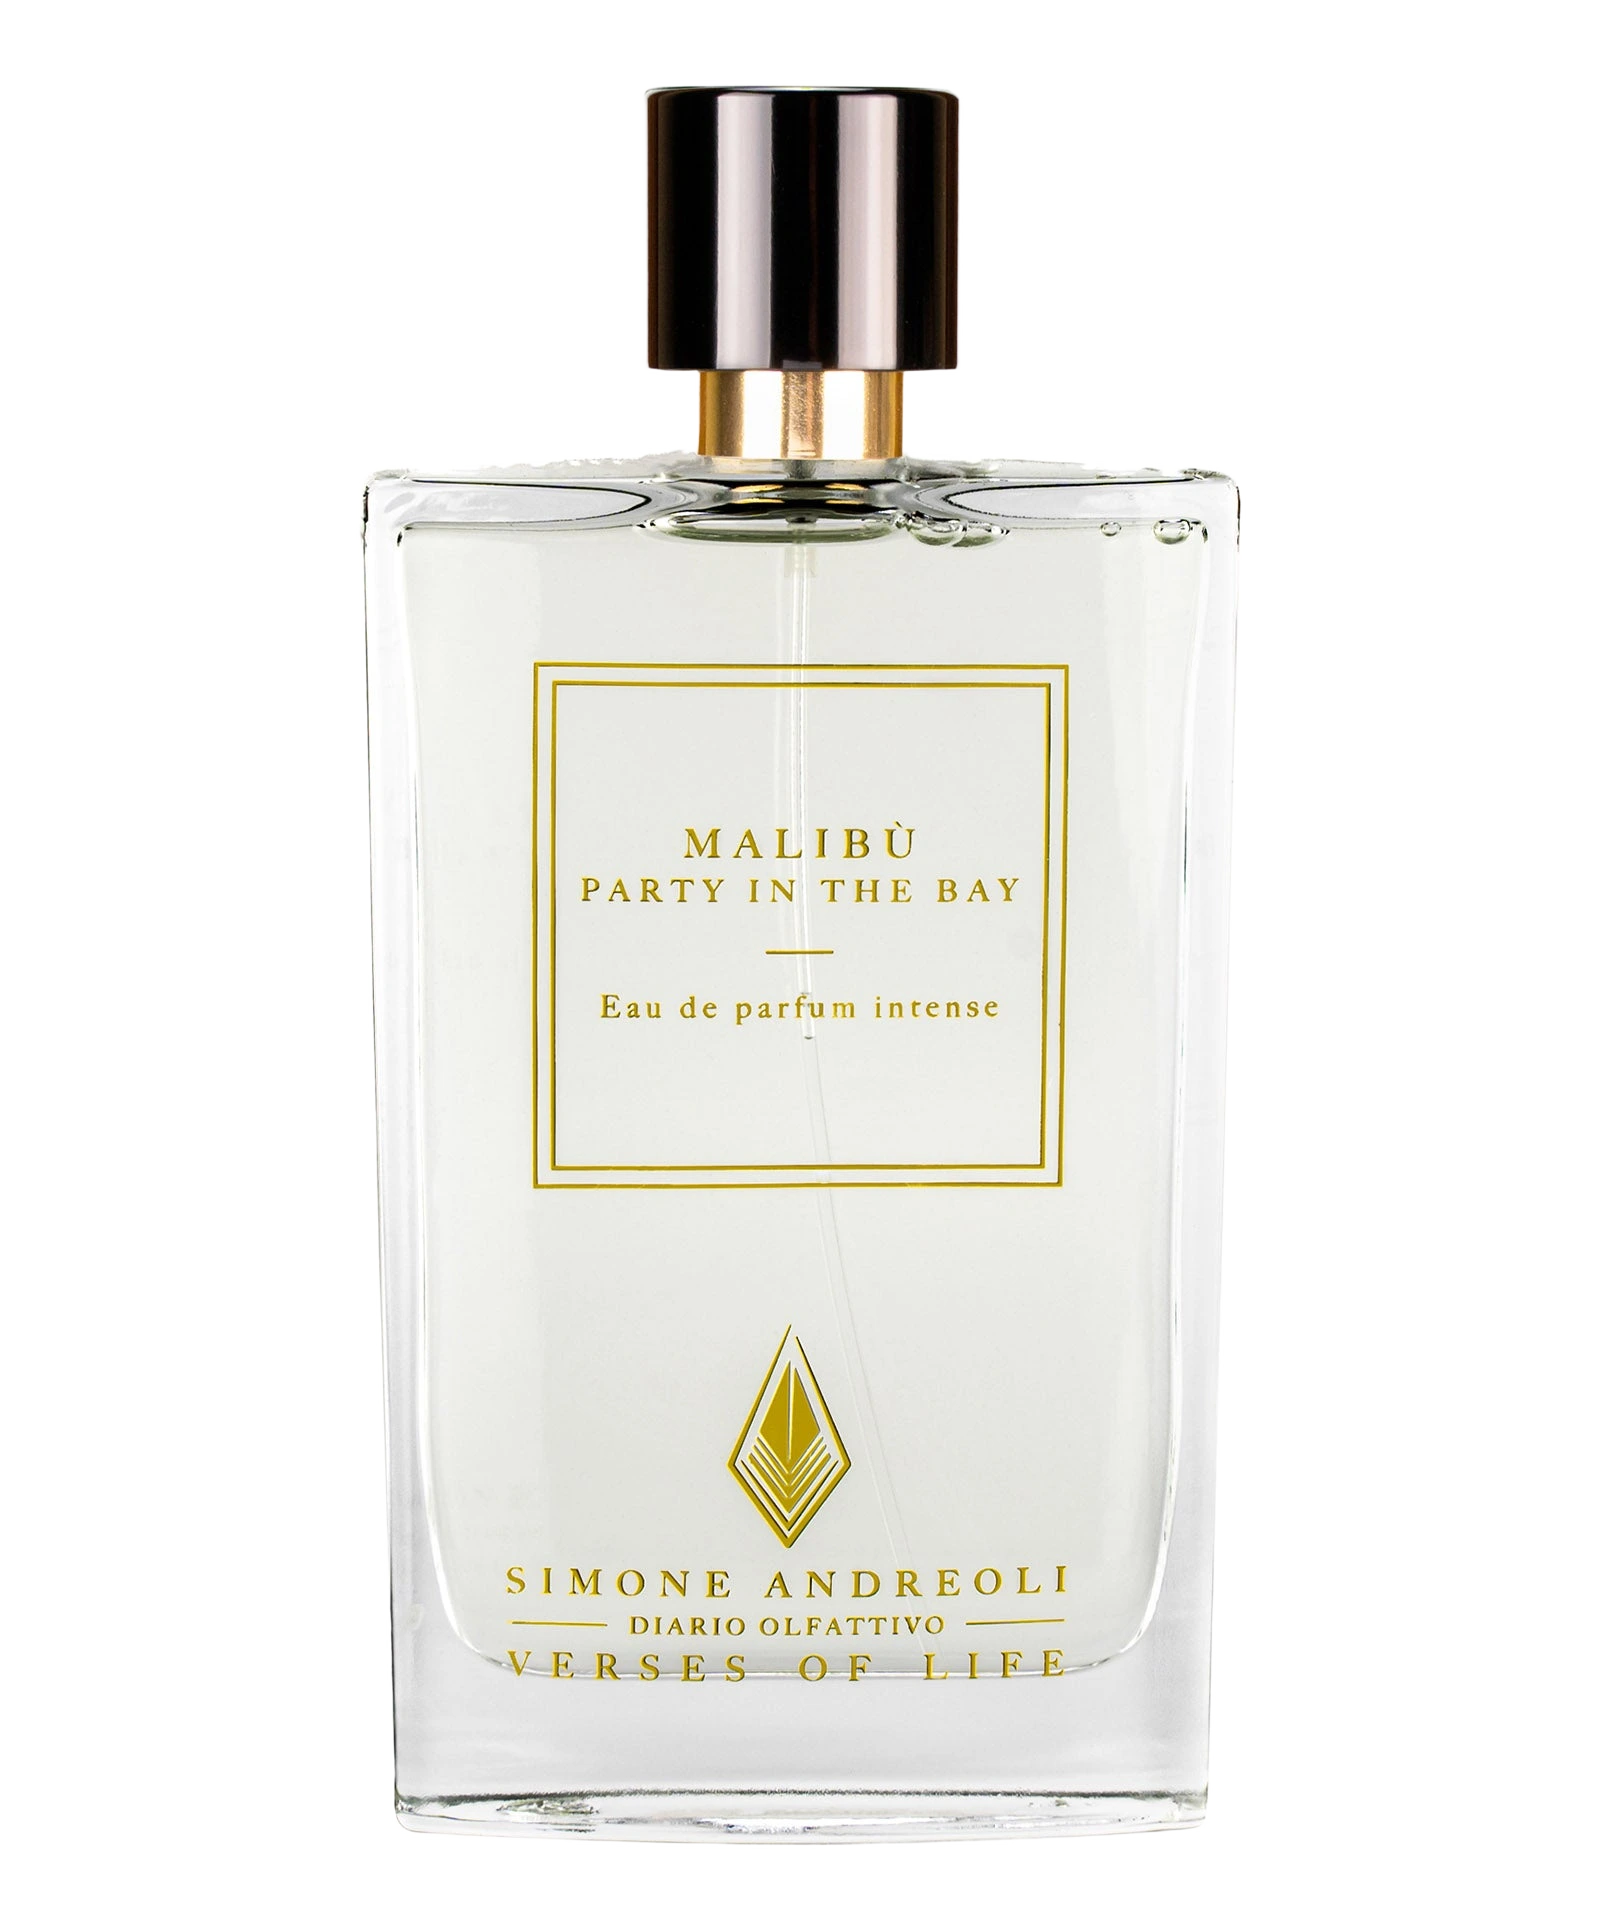 MALIBÙ
PARTY IN THE BAY
Eau de parfum intense
SIMONE ANDREOLI
DIARIO OLFATTIVO
VERSES OF LIFE